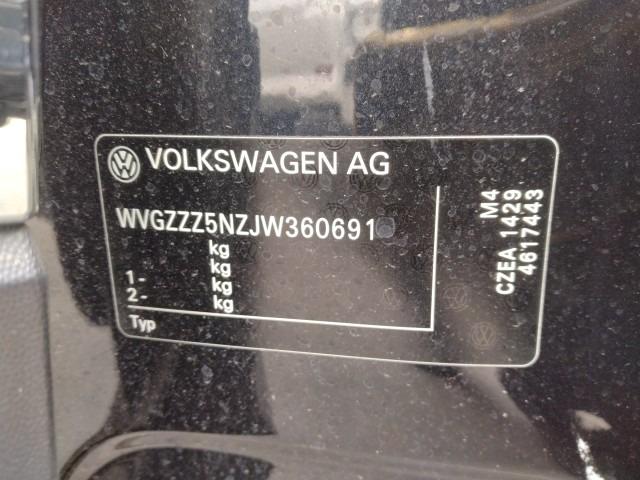 VOLKSWAGEN AG
WVGZZZ5NZJW360691
kg
kg
1- kg
2- kg
Typ
M4
CZEA 1429
4617443